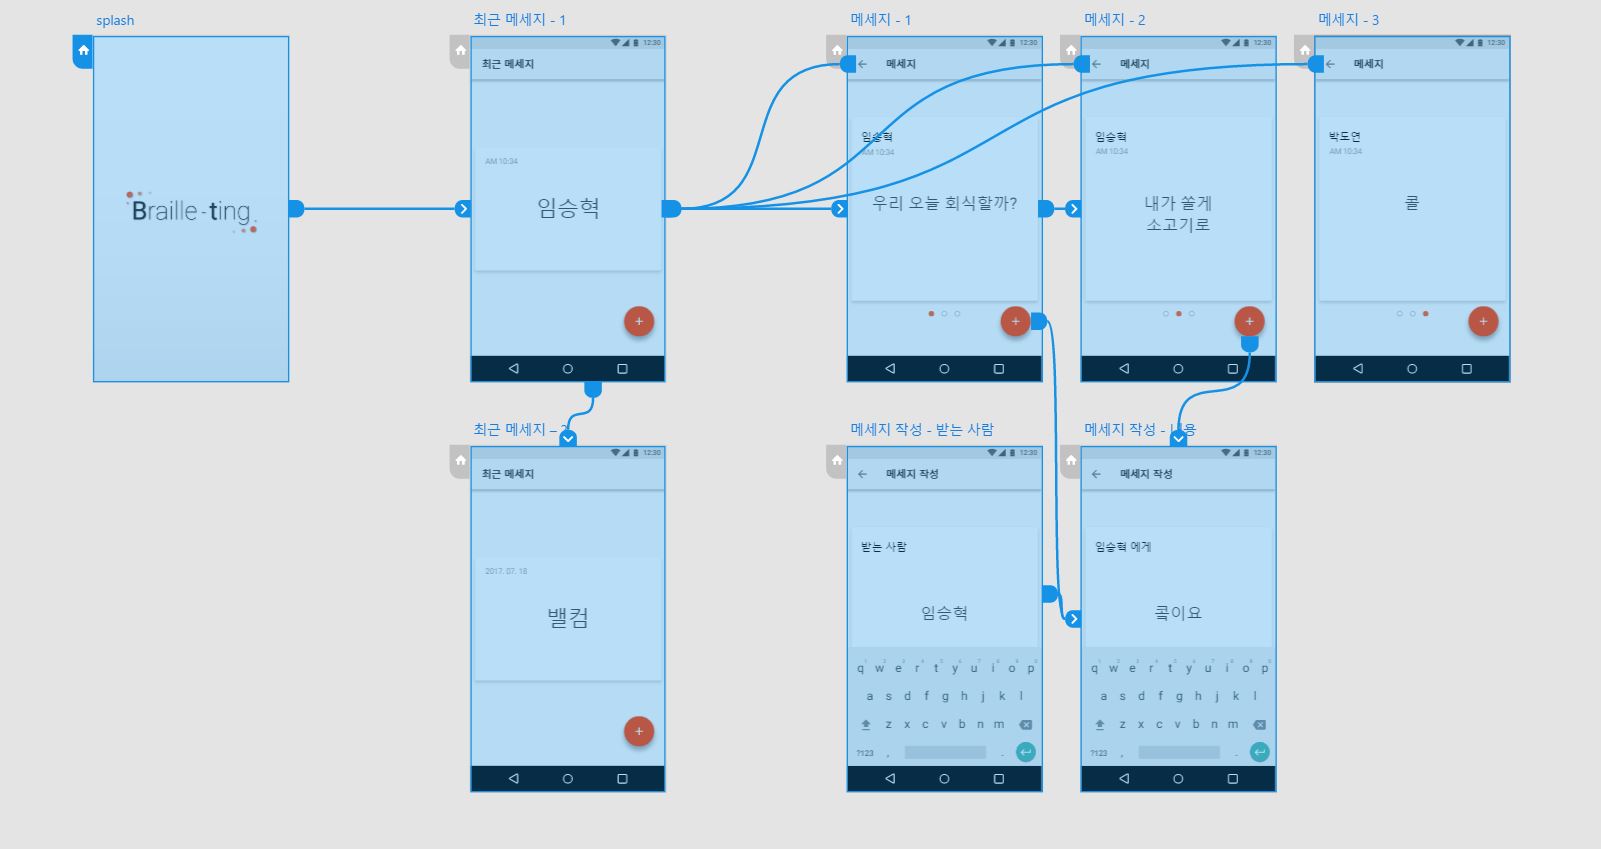 splash
Braille-ting
최근 메세지 - 1
12:30
최근 메세지
AM 10:34
임승혁
메세지 - 1
12:30
메세지
임승혁
AM 10:34
우리 오늘 회식할까?
메세지 - 2
12:30
메세지
임승혁
AM 10:34
내가 쏠게
소고기로
메세지 - 3
12:30
메세지
박도연
AM 10:34
콜
최근 메세지 – 2
12:30
최근 메세지
2017. 07. 18
밸컴
메세지 작성 - 받는 사람
12:30
메세지 작성
받는 사람
임승혁
q w e r t y u i o p
a s d f g h j k l
z x c v b n m
?123 , .
메세지 작성 - 내용
12:30
메세지 작성
임승혁 에게
콬이요
q w e r t y u i o p
a s d f g h j k l
z x c v b n m
?123 , .